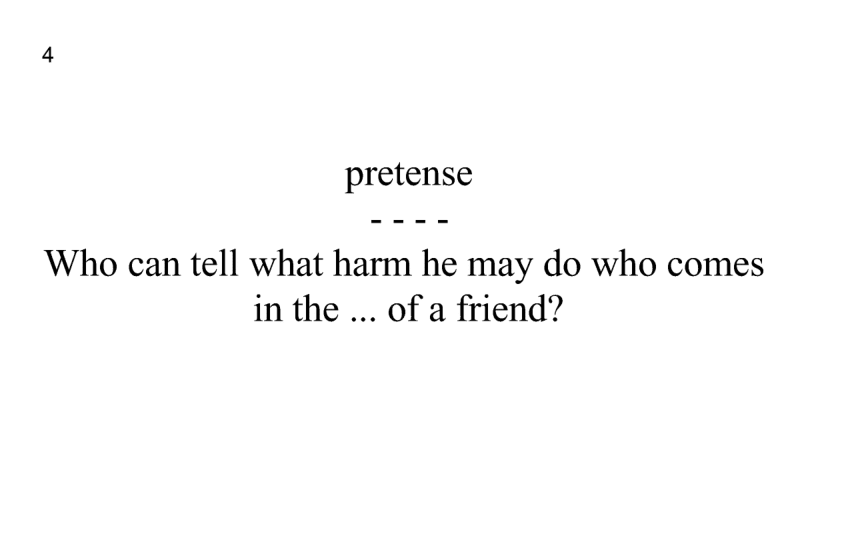 4
pretense
- - - -
Who can tell what harm he may do who comes
in the ... of a friend?